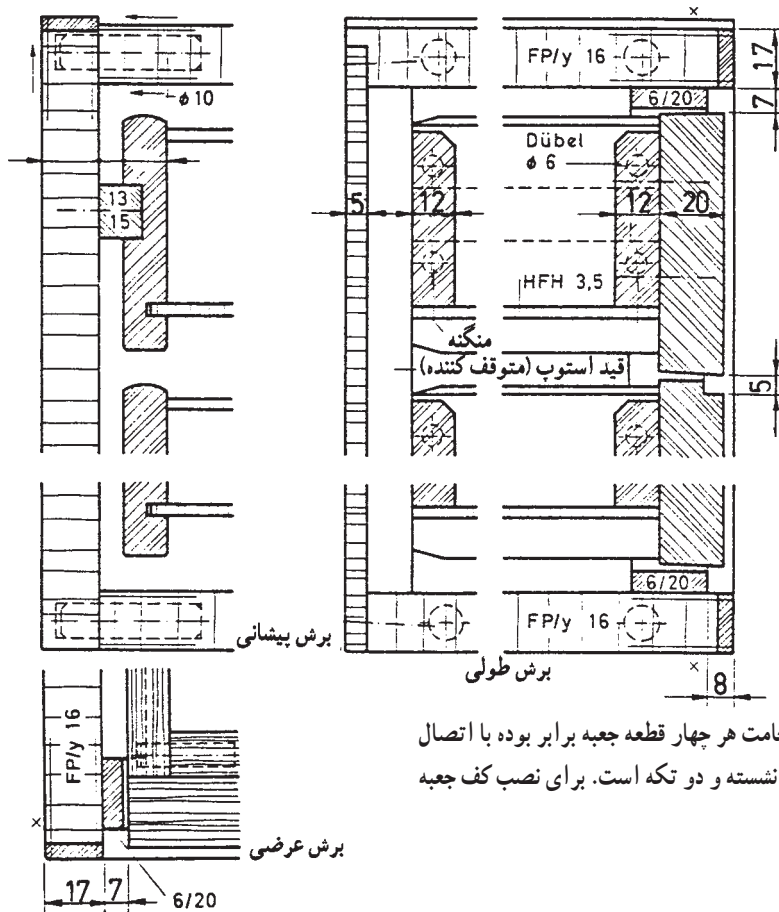 ×
FP/y 16
17
7
6/20
φ 10
Dübel
φ 6
13
15
5
12
12
20
HFH 3,5
منگنه
قید استوپ (متوقف کننده)
5
6/20
FP/y 16
برش پیشانی
برش طولی
×
8
امت هر چهار قطعه جعبه برابر بوده با اتصال
نشسته و دو تکه است. برای نصب کف جعبه
FP/y 16
×
برش عرضی
17
7
6/20